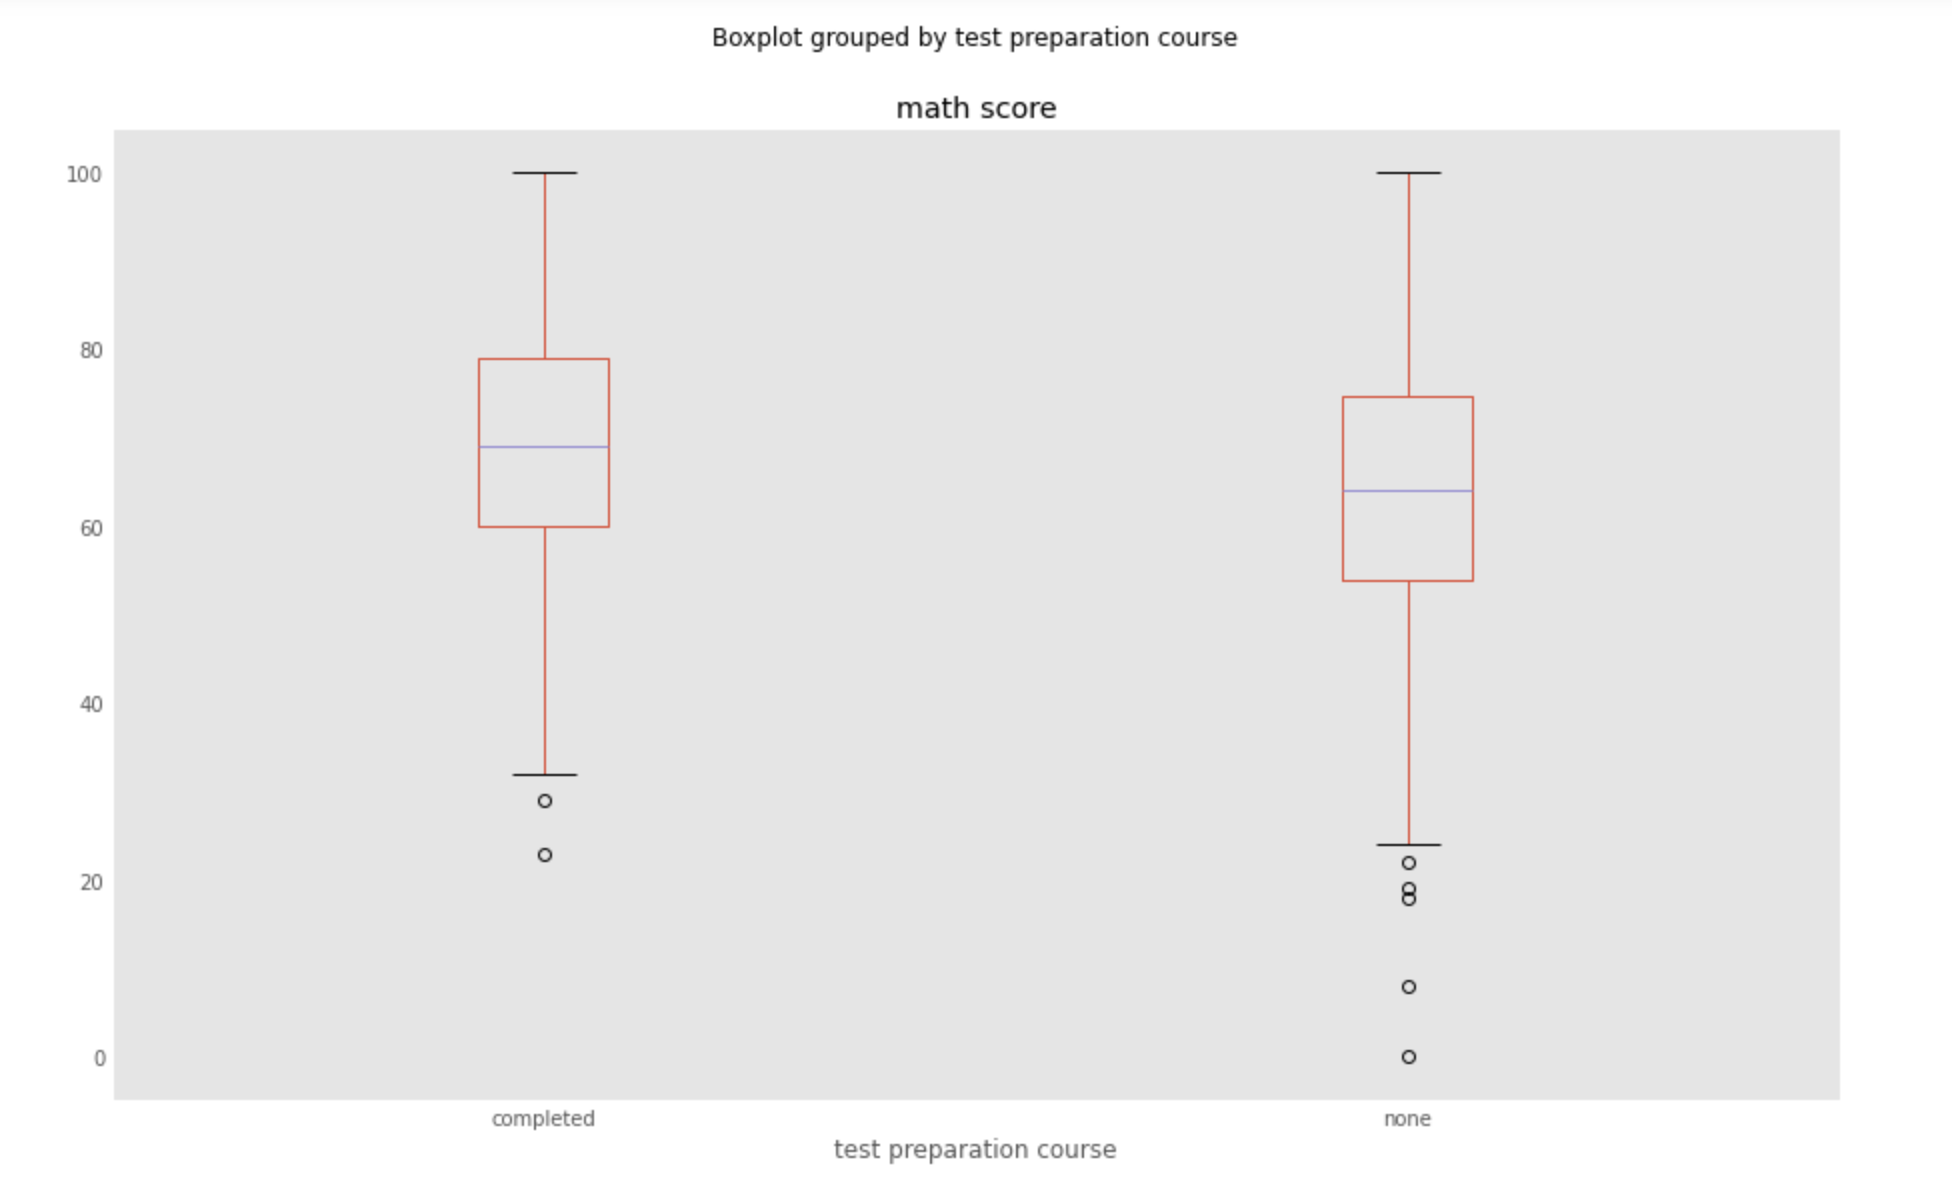 Boxplot grouped by test preparation course
math score
100
80
60
40
20
0
completed none
test preparation course